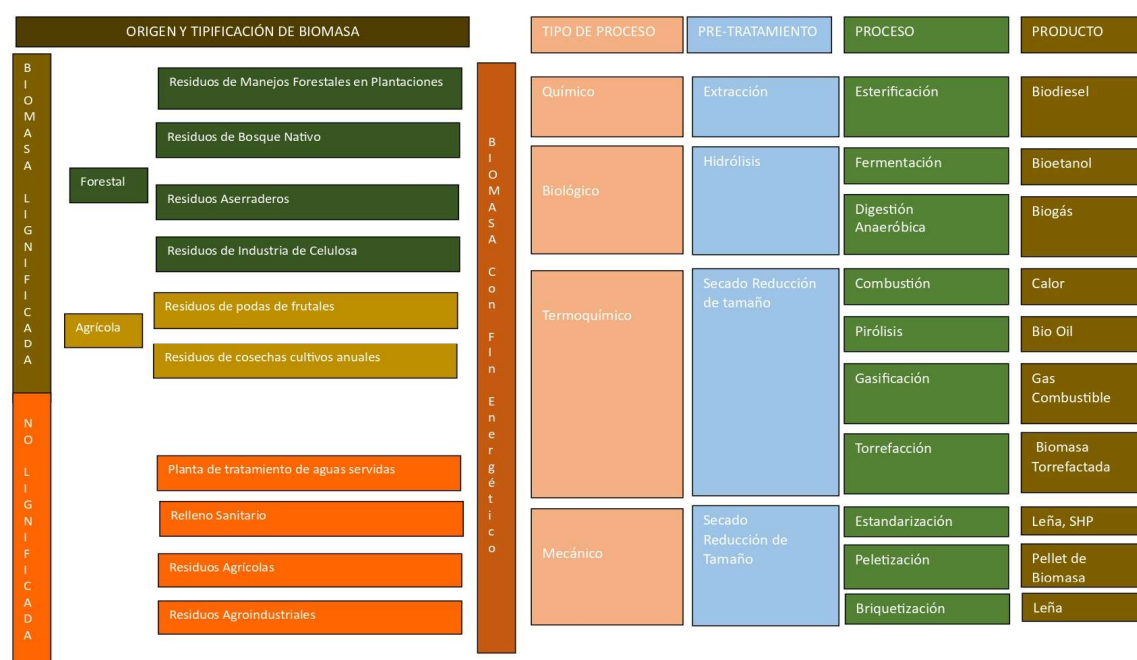 ORIGEN Y TIPIFICACIÓN DE BIOMASA
BIOMASA LIGNIFICADA
Forestal
Residuos de Manejos Forestales en Plantaciones
Residuos de Bosque Nativo
Residuos Aserraderos
Residuos de Industria de Celulosa
Agrícola
Residuos de podas de frutales
Residuos de cosechas cultivos anuales
NO LIGNIFICADA
Planta de tratamiento de aguas servidas
Relleno Sanitario
Residuos Agrícolas
Residuos Agroindustriales
BIOMASA Con FIn Energético
TIPO DE PROCESO
PRE-TRATAMIENTO
PROCESO
PRODUCTO
Químico
Extracción
Esterificación
Biodiesel
Biológico
Hidrólisis
Fermentación
Bioetanol
Digestión
Anaeróbica
Biogás
Termoquímico
Secado Reducción
de tamaño
Combustión
Calor
Pirólisis
Bio Oil
Gasificación
Gas
Combustible
Torrefacción
Biomasa
Torrefactada
Mecánico
Secado
Reducción de
Tamaño
Estandarización
Leña, SHP
Peletización
Pellet de
Biomasa
Briquetización
Leña